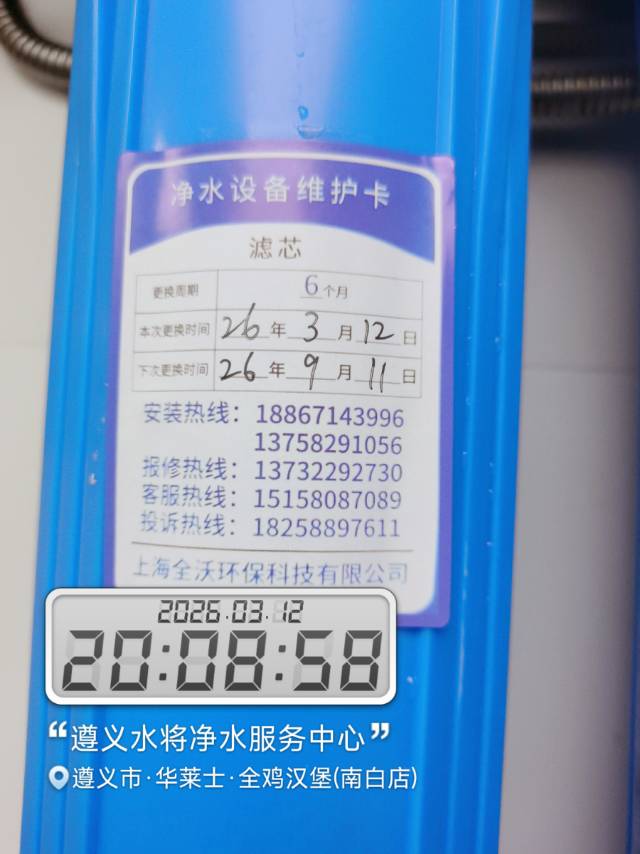 净水设备维护卡
滤芯
更换周期 6个月
本次更换时间 26年3月12日
下次更换时间 26年9月11日
安装热线：18867143996
13758291056
报修热线：13732292730
客服热线：15158087089
投诉热线：18258897611
上海全沃环保科技有限公司
2026.03.12
20:08:58
“遵义水将净水服务中心”
遵义市·华莱士·全鸡汉堡(南白店)